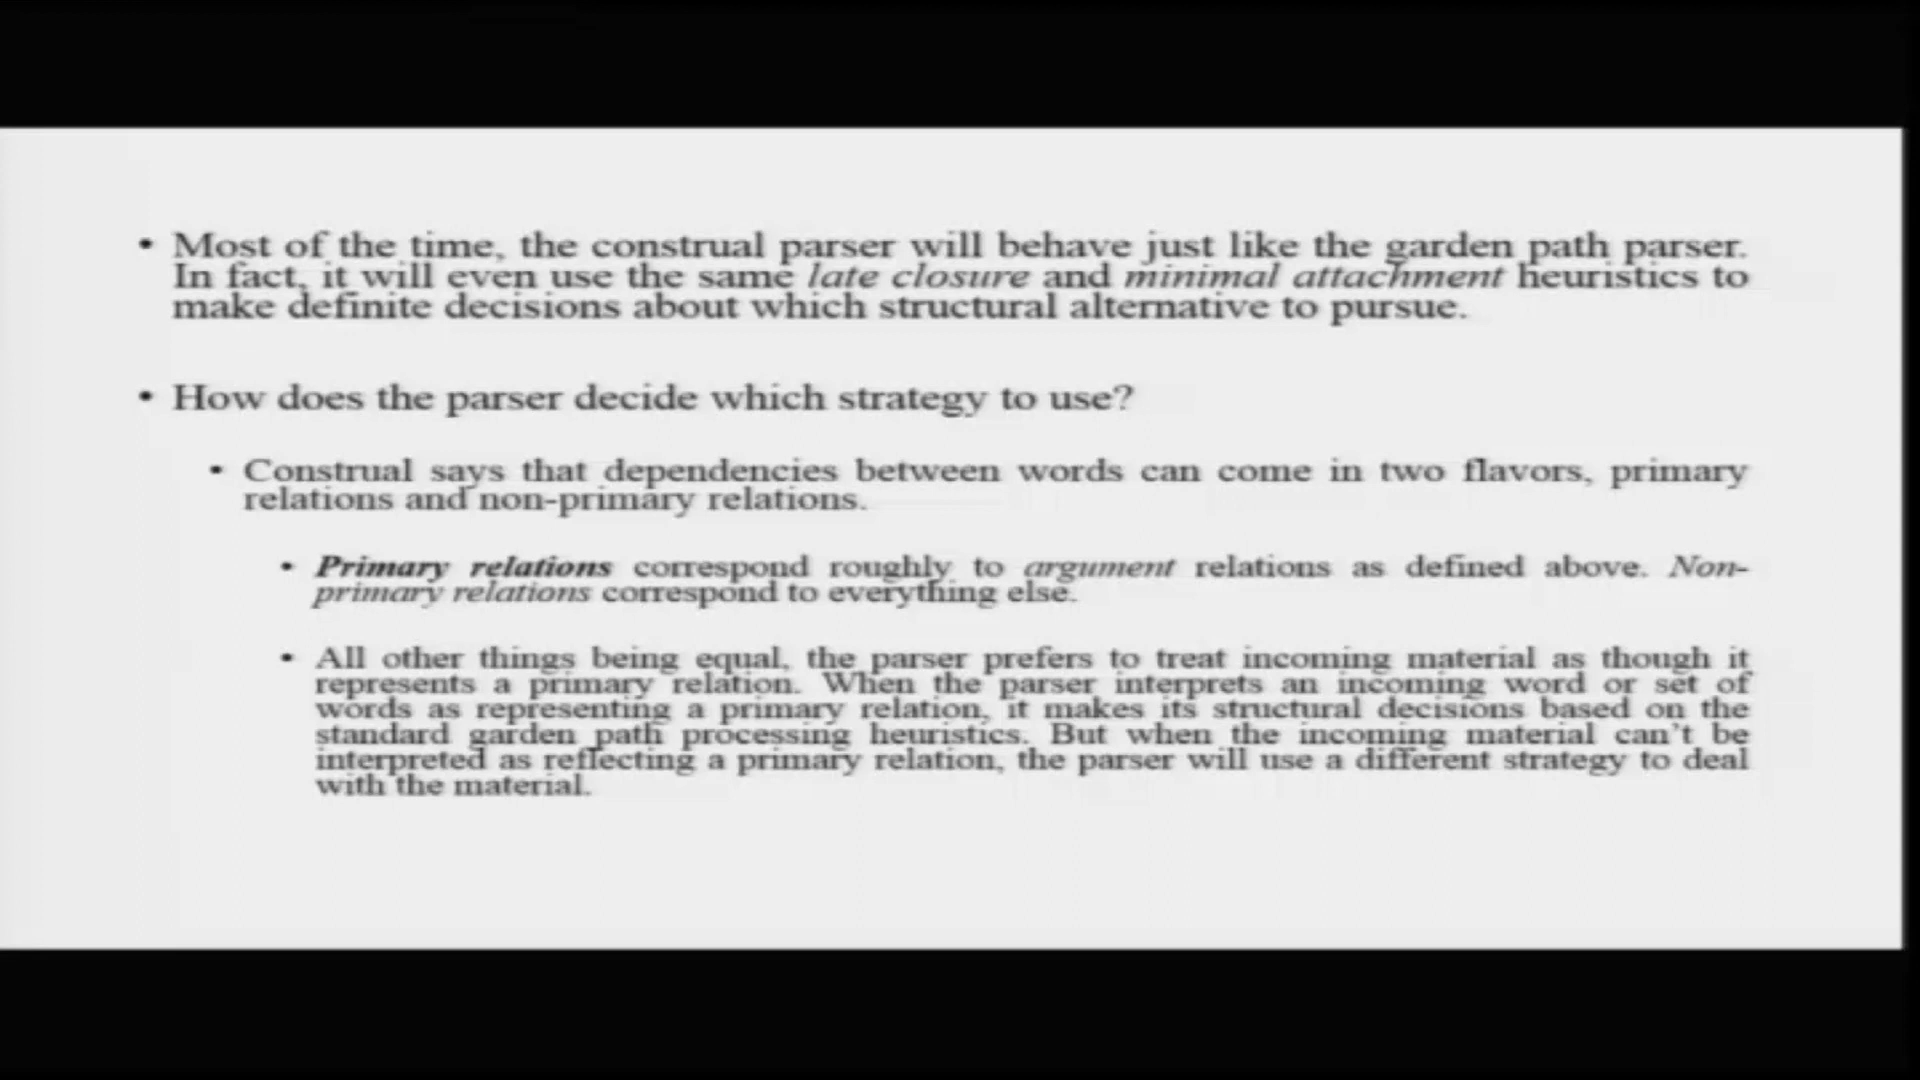 • Most of the time, the construal parser will behave just like the garden path parser.
In fact, it will even use the same late closure and minimal attachment heuristics to
make definite decisions about which structural alternative to pursue.
• How does the parser decide which strategy to use?
• Construal says that dependencies between words can come in two flavors, primary
relations and non-primary relations.
• Primary relations correspond roughly to argument relations as defined above. Non-
primary relations correspond to everything else.
• All other things being equal, the parser prefers to treat incoming material as though it
represents a primary relation. When the parser interprets an incoming word or set of
words as representing a primary relation, it makes its structural decisions based on the
standard garden path processing heuristics. But when the incoming material can't be
interpreted as reflecting a primary relation, the parser will use a different strategy to deal
with the material.